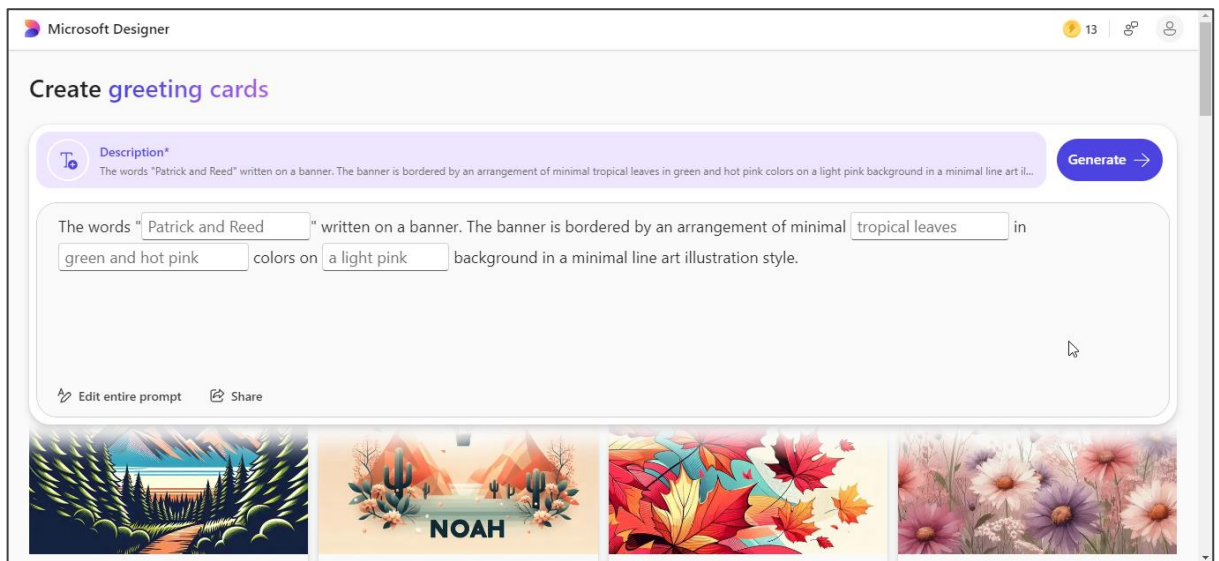 Microsoft Designer
13
Create greeting cards
Description*
The words "Patrick and Reed" written on a banner. The banner is bordered by an arrangement of minimal tropical leaves in green and hot pink colors on a light pink background in a minimal line art il...
Generate
The words "Patrick and Reed" written on a banner. The banner is bordered by an arrangement of minimal tropical leaves in
green and hot pink colors on a light pink background in a minimal line art illustration style.
Edit entire prompt Share
NOAH